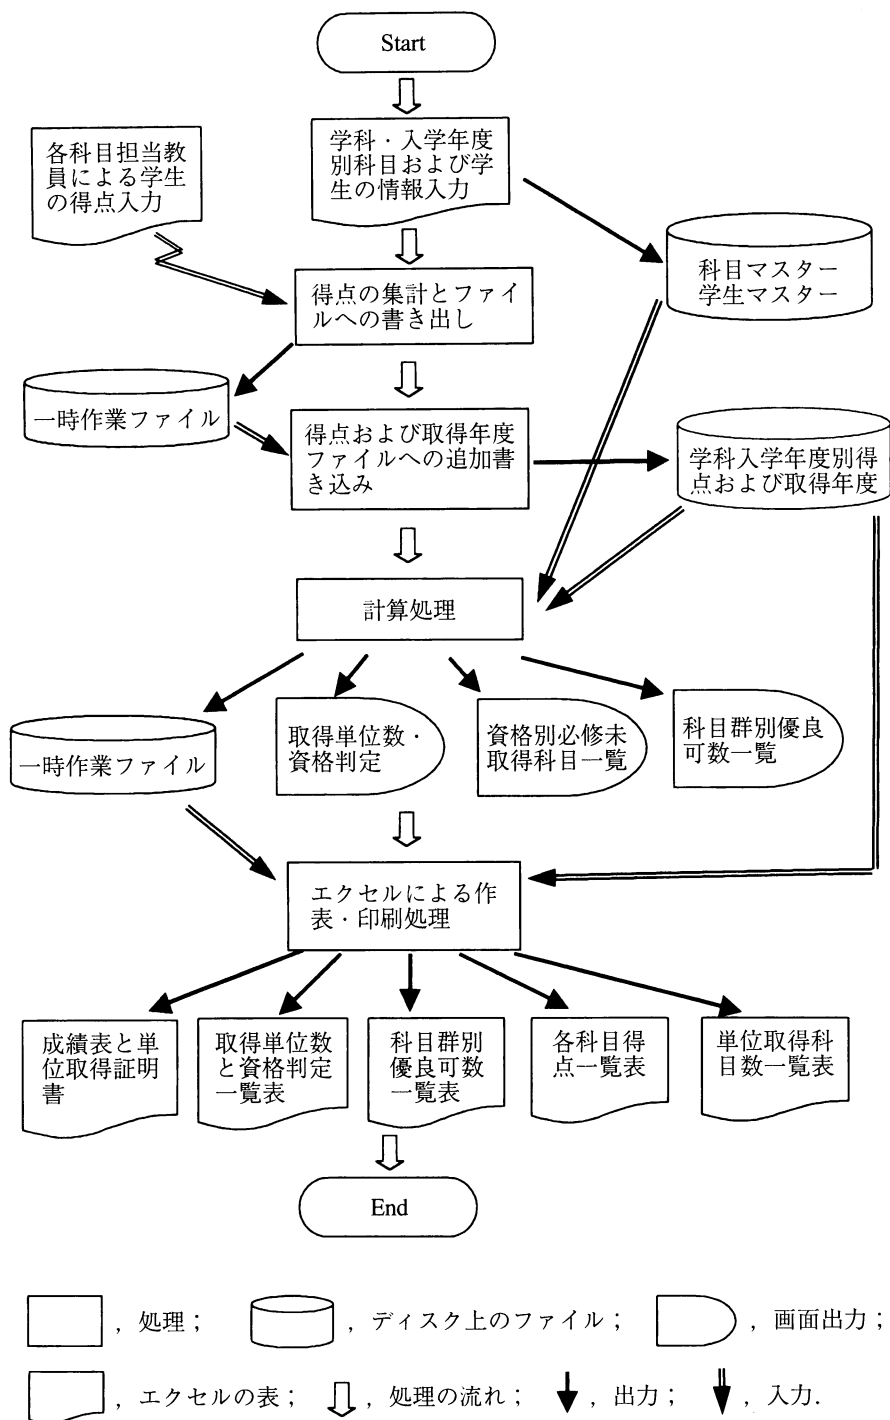 Start
各科目担当教
員による学生
の得点入力
学科・入学年度
別科目および学
生の情報入力
科目マスター
学生マスター
得点の集計とファイ
ルへの書き出し
一時作業ファイル
得点および取得年度
ファイルへの追加書
き込み
学科入学年度別得
点および取得年度
計算処理
一時作業ファイル
取得単位数・
資格判定
資格別必修未
取得科目一覧
科目群別優良
可数一覧
エクセルによる作
表・印刷処理
成績表と単
位取得証明
書
取得単位数
と資格判定
一覧表
科目群別
優良可数
一覧表
各科目得
点一覧表
単位取得科
目数一覧表
End
，処理；
，ディスク上のファイル；
，画面出力；
，エクセルの表；
，処理の流れ；
，出力；
，入力.